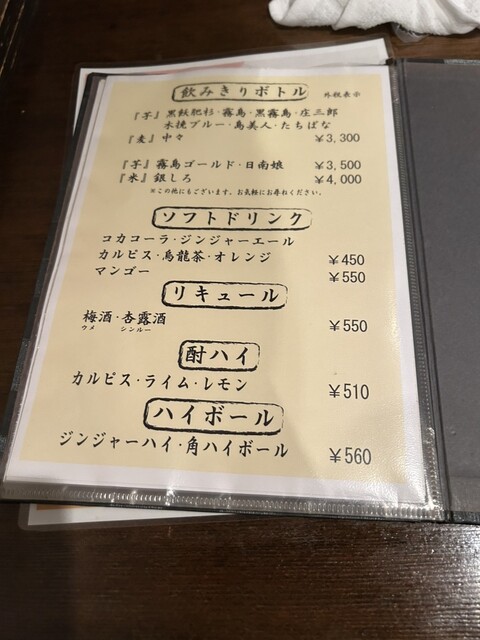 飲みきりボトル 外税表示
『芋』黒飫肥杉・霧島・黒霧島・庄三郎
木挽ブルー・島美人・たちばな
『麦』中々 ￥3,300
『芋』霧島ゴールド・日南娘 ￥3,500
『米』銀しろ ￥4,000
※この他にもございます、お気軽にお尋ねください。
ソフトドリンク
コカコーラ・ジンジャーエール
カルピス・烏龍茶・オレンジ ￥450
マンゴー ￥550
リキュール
梅酒・杏露酒 ￥550
ウメ シンルー
酎ハイ
カルピス・ライム・レモン ￥510
ハイボール
ジンジャーハイ・角ハイボール ￥560